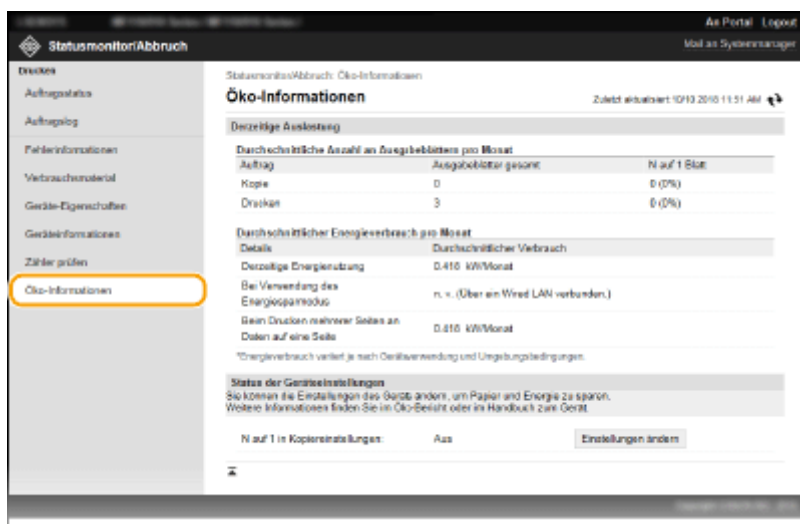 An Portal Logout
Statusmonitor/Abbruch
Mail an Systemmanager
Drucken
Auftragsstatus
Auftragslog
Fehlerinformationen
Verbrauchsmaterial
Geräte-Eigenschaften
Geräteinformationen
Zähler prüfen
Öko-Informationen
Statusmonitor/Abbruch: Öko-Informationen
Öko-Informationen
Zuletzt aktualisiert: 10/10 2018 11:51 AM
Derzeitige Auslastung
Durchschnittliche Anzahl an Ausgabeblättern pro Monat
Auftrag Ausgabeblätter gesamt N auf 1 Blatt
Kopie 0 0 (0%)
Drucken 3 0 (0%)
Durchschnittlicher Energieverbrauch pro Monat
Details Durchschnittlicher Verbrauch
Derzeitige Energienutzung 0.418 kW/Monat
Bei Verwendung des
Energiesparmodus
n. v. (Über ein Wired LAN verbunden.)
Beim Drucken mehrerer Seiten an
Daten auf eine Seite
0.418 kW/Monat
*Energieverbrauch variiert je nach Geräteverwendung und Umgebungsbedingungen.
Status der Geräteeinstellungen
Sie können die Einstellungen des Geräts ändern, um Papier und Energie zu sparen.
Weitere Informationen finden Sie im Öko-Bericht oder im Handbuch zum Gerät.
N auf 1 in Kopiereinstellungen: Aus Einstellungen ändern